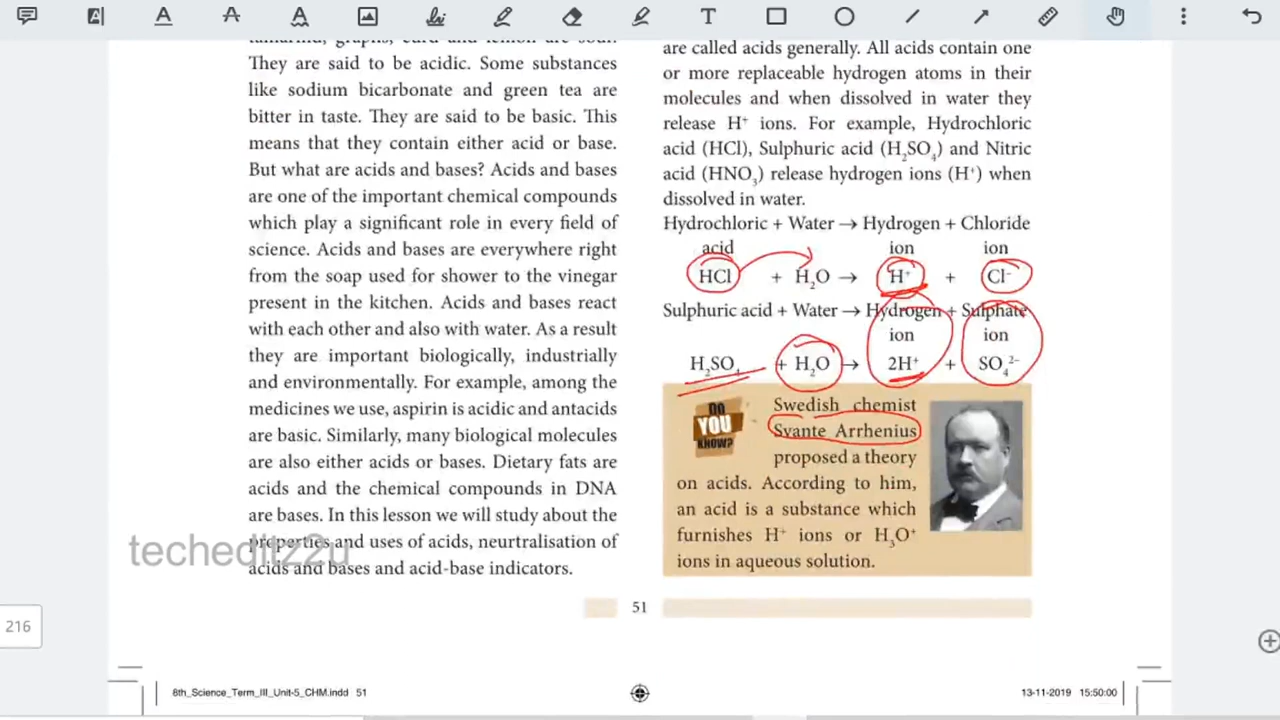 tamarind, graphs, curd and lemon are sour.
They are said to be acidic. Some substances
like sodium bicarbonate and green tea are
bitter in taste. They are said to be basic. This
means that they contain either acid or base.
But what are acids and bases? Acids and bases
are one of the important chemical compounds
which play a significant role in every field of
science. Acids and bases are everywhere right
from the soap used for shower to the vinegar
present in the kitchen. Acids and bases react
with each other and also with water. As a result
they are important biologically, industrially
and environmentally. For example, among the
medicines we use, aspirin is acidic and antacids
are basic. Similarly, many biological molecules
are also either acids or bases. Dietary fats are
acids and the chemical compounds in DNA
are bases. In this lesson we will study about the
properties and uses of acids, neurtralisation of
acids and bases and acid-base indicators.
are called acids generally. All acids contain one
or more replaceable hydrogen atoms in their
molecules and when dissolved in water they
release H⁺ ions. For example, Hydrochloric
acid (HCl), Sulphuric acid (H₂SO₄) and Nitric
acid (HNO₃) release hydrogen ions (H⁺) when
dissolved in water.
Hydrochloric + Water → Hydrogen + Chloride
acid ion ion
HCl + H₂O → H⁺ + Cl⁻
Sulphuric acid + Water → Hydrogen + Sulphate
ion ion
H₂SO₄ + H₂O → 2H⁺ + SO₄²⁻
DO YOU KNOW?
Swedish chemist
Svante Arrhenius
proposed a theory
on acids. According to him,
an acid is a substance which
furnishes H⁺ ions or H₃O⁺
ions in aqueous solution.
techeditz2u
51
216
8th_Science_Term_III_Unit-5_CHM.indd 51
13-11-2019 15:50:00